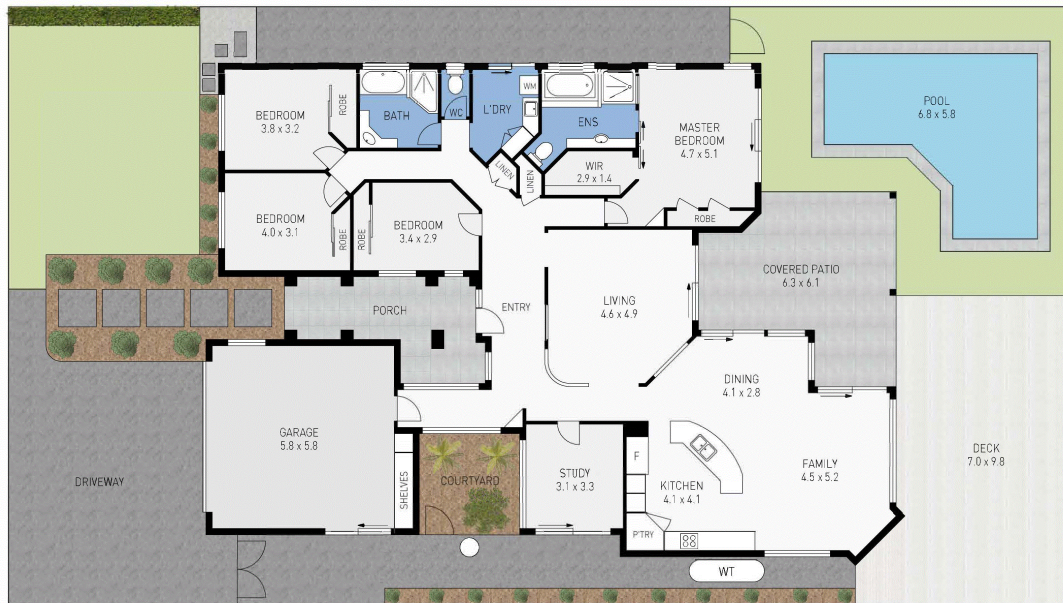 BEDROOM
3.8 x 3.2
ROBE
BATH
WC
L'DRY
WM
ENS
MASTER
BEDROOM
4.7 x 5.1
POOL
6.8 x 5.8
LINEN
LINEN
WIR
2.9 x 1.4
ROBE
BEDROOM
4.0 x 3.1
ROBE
ROBE
BEDROOM
3.4 x 2.9
COVERED PATIO
6.3 x 6.1
PORCH
ENTRY
LIVING
4.6 x 4.9
DINING
4.1 x 2.8
GARAGE
5.8 x 5.8
DRIVEWAY
SHELVES
COURTYARD
STUDY
3.1 x 3.3
F
KITCHEN
4.1 x 4.1
P'TRY
FAMILY
4.5 x 5.2
DECK
7.0 x 9.8
WT